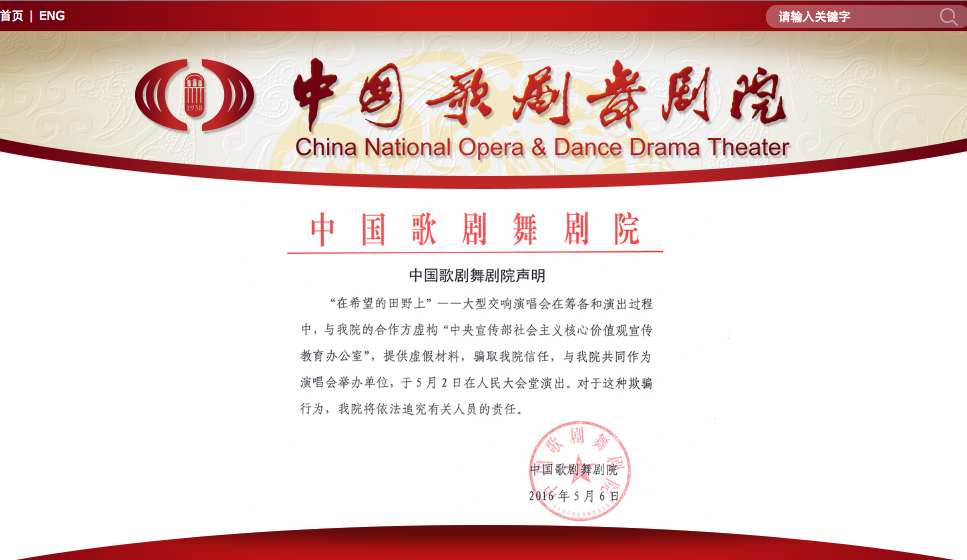 首页 | ENG
请输入关键字
1938
中国歌剧舞剧院
China National Opera & Dance Drama Theater
中国歌剧舞剧院
中国歌剧舞剧院声明
“在希望的田野上”——大型交响演唱会在筹备和演出过程
中，与我院的合作方虚构“中央宣传部社会主义核心价值观宣传
教育办公室”，提供虚假材料，骗取我院信任，与我院共同作为
演唱会举办单位，于5月2日在人民大会堂演出。对于这种欺骗
行为，我院将依法追究有关人员的责任。
中国歌剧舞剧院
中国歌剧舞剧院
2016年5月6日